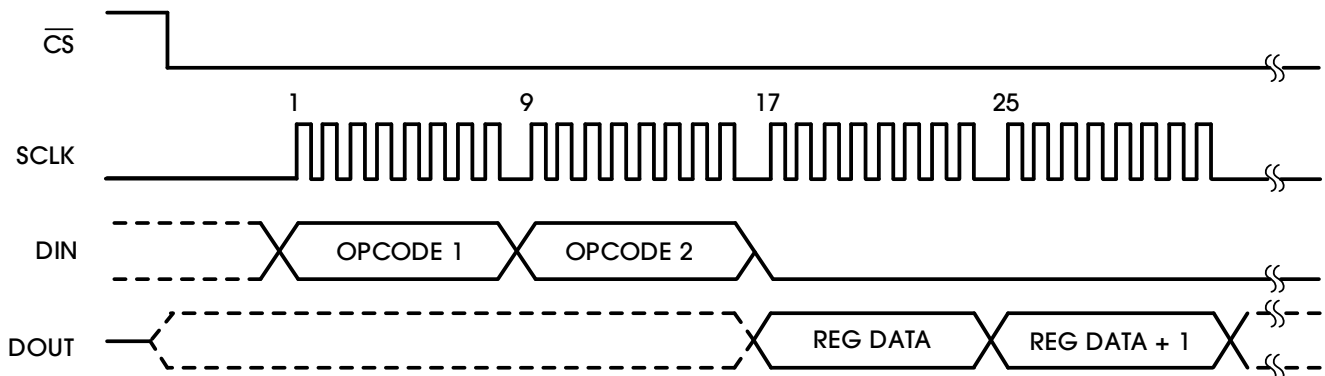 CS
1 9 17 25
SCLK
DIN OPCODE 1 OPCODE 2
DOUT REG DATA REG DATA + 1